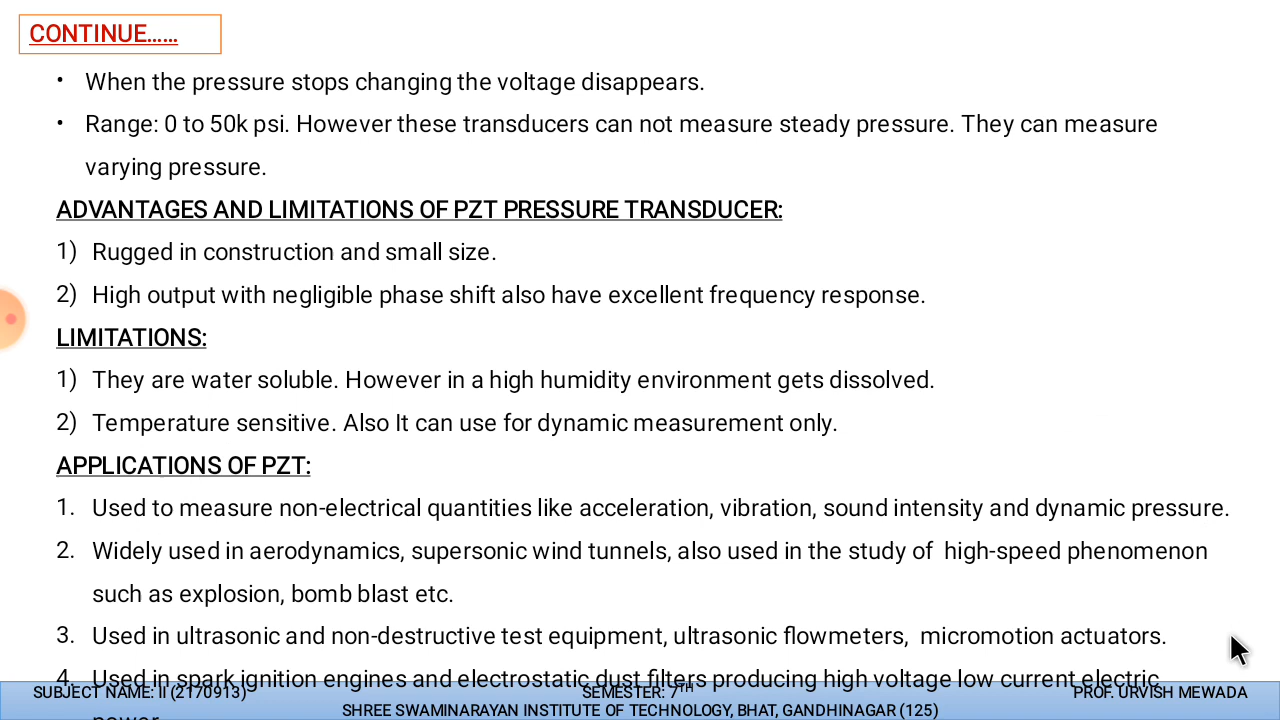 CONTINUE......
• When the pressure stops changing the voltage disappears.
• Range: 0 to 50k psi. However these transducers can not measure steady pressure. They can measure
varying pressure.
ADVANTAGES AND LIMITATIONS OF PZT PRESSURE TRANSDUCER:
1) Rugged in construction and small size.
2) High output with negligible phase shift also have excellent frequency response.
LIMITATIONS:
1) They are water soluble. However in a high humidity environment gets dissolved.
2) Temperature sensitive. Also It can use for dynamic measurement only.
APPLICATIONS OF PZT:
1. Used to measure non-electrical quantities like acceleration, vibration, sound intensity and dynamic pressure.
2. Widely used in aerodynamics, supersonic wind tunnels, also used in the study of high-speed phenomenon
such as explosion, bomb blast etc.
3. Used in ultrasonic and non-destructive test equipment, ultrasonic flowmeters, micromotion actuators.
4. Used in spark ignition engines and electrostatic dust filters producing high voltage low current electric
power
SUBJECT NAME: II (2170913) SEMESTER: 7TH PROF. URVISH MEWADA
SHREE SWAMINARAYAN INSTITUTE OF TECHNOLOGY, BHAT, GANDHINAGAR (125)